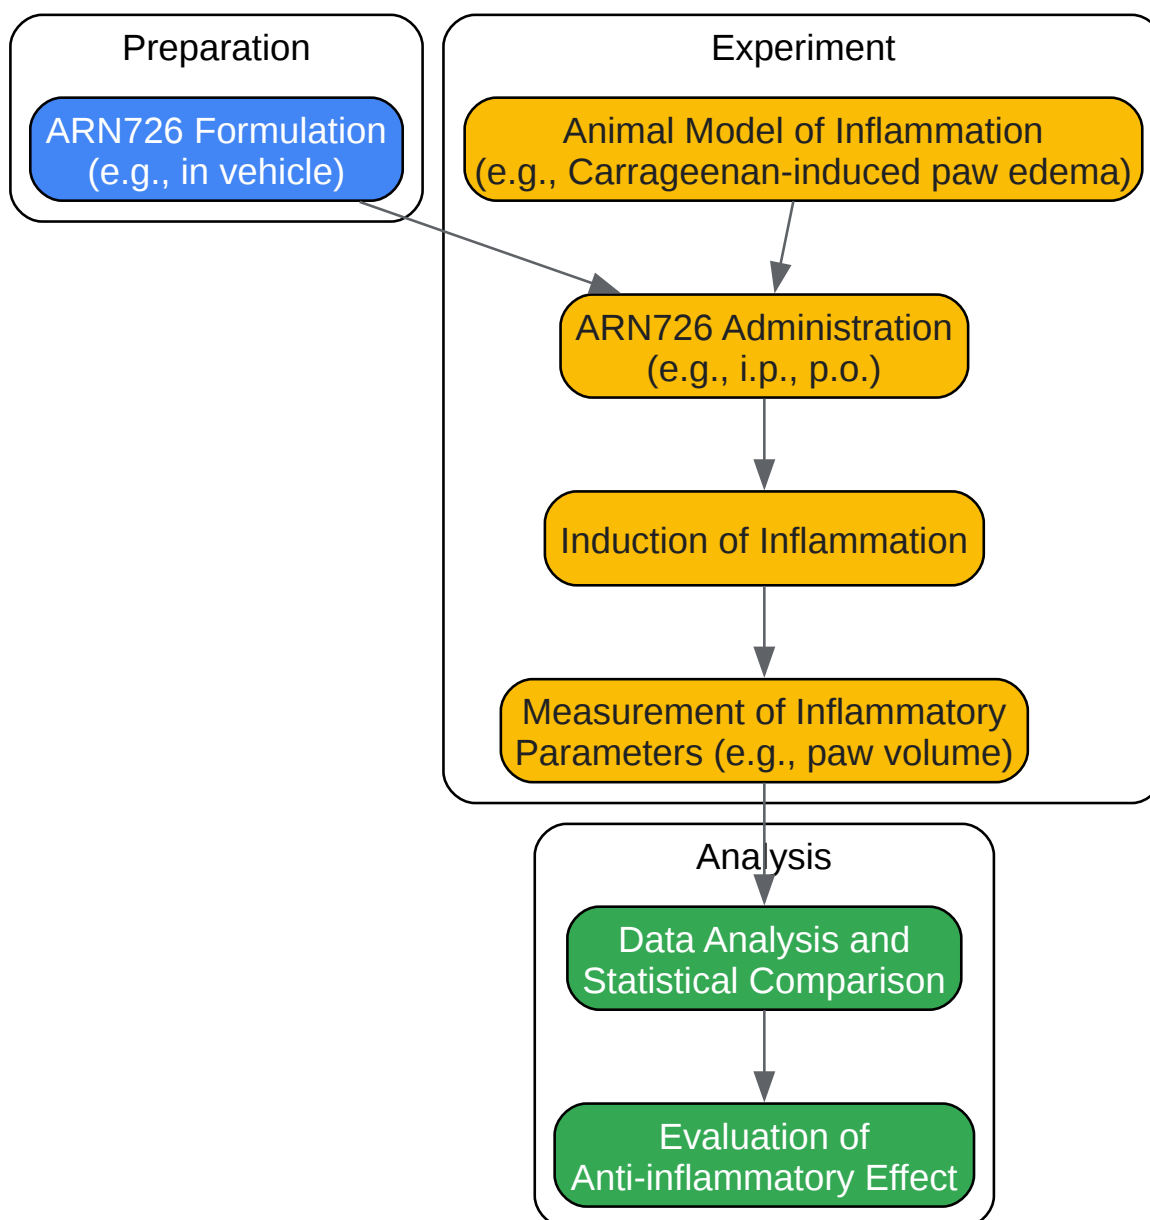 Preparation
ARN726 Formulation
(e.g., in vehicle)
Experiment
Animal Model of Inflammation
(e.g., Carrageenan-induced paw edema)
ARN726 Administration
(e.g., i.p., p.o.)
Induction of Inflammation
Measurement of Inflammatory
Parameters (e.g., paw volume)
Analysis
Data Analysis and
Statistical Comparison
Evaluation of
Anti-inflammatory Effect